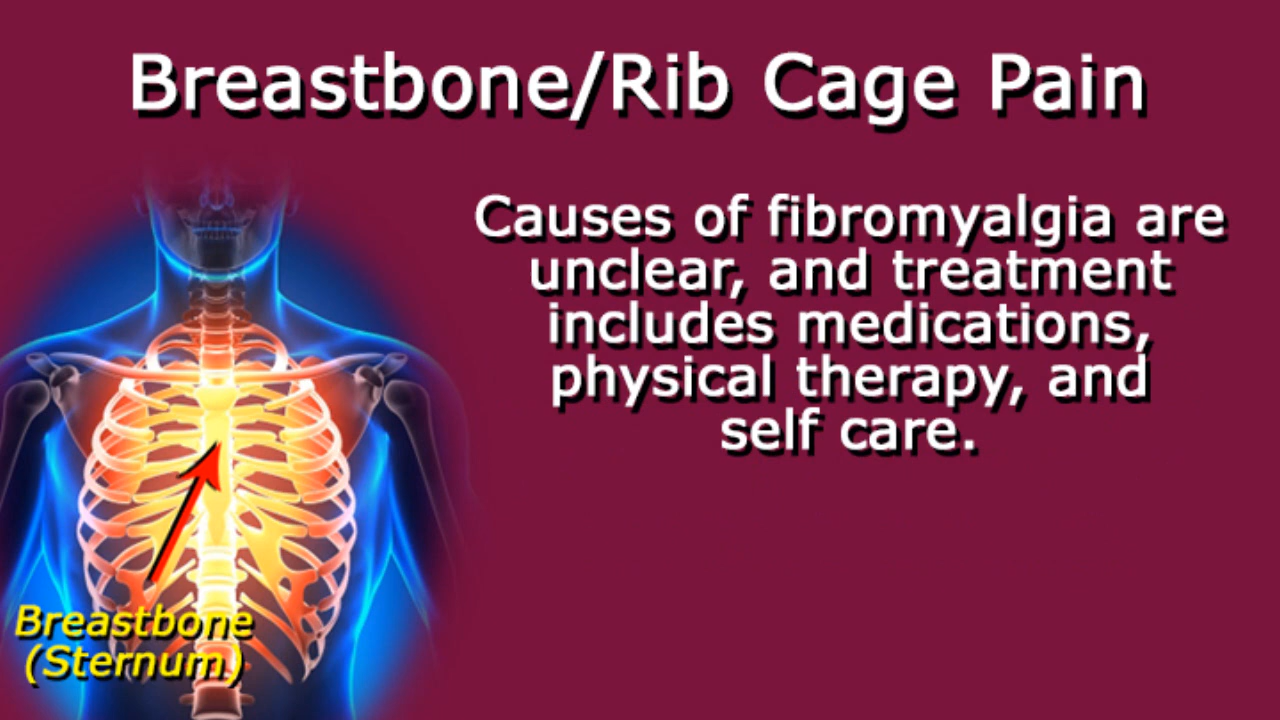 Breastbone/Rib Cage Pain
Causes of fibromyalgia are
unclear, and treatment
includes medications,
physical therapy, and
self care.
Breastbone
(Sternum)